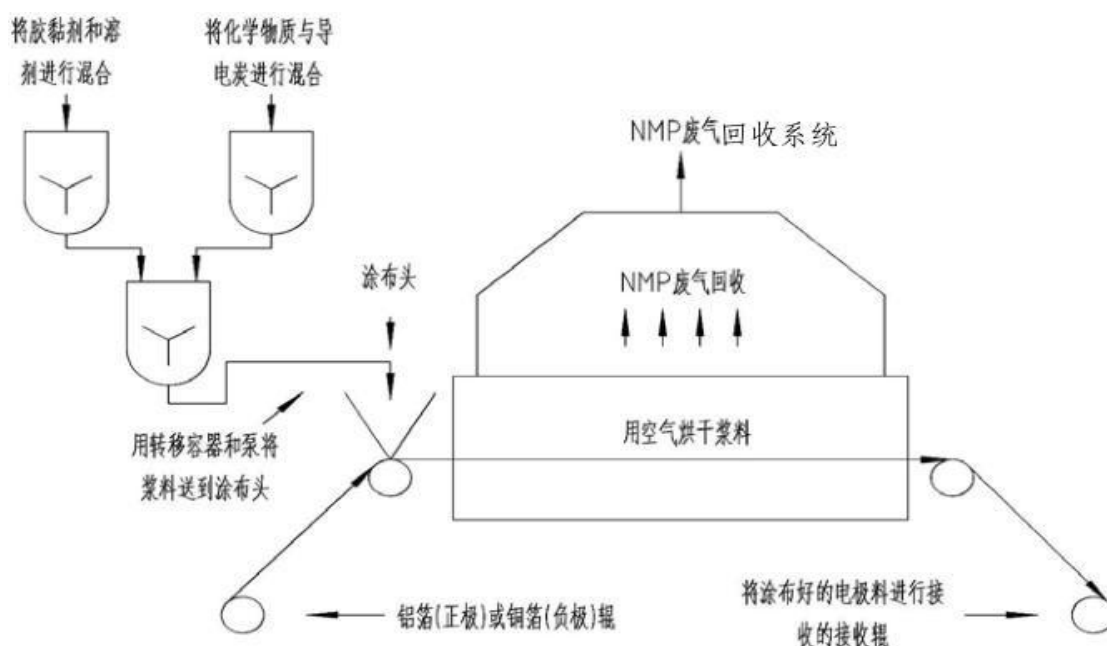 将胶黏剂和溶
剂进行混合
将化学物质与导
电炭进行混合
NMP废气回收系统
涂布头
NMP废气回收
用转移容器和泵将
浆料送到涂布头
用空气烘干浆料
铝箔(正极)或铜箔(负极)辊
将涂布好的电极料进行接
收的接收辊